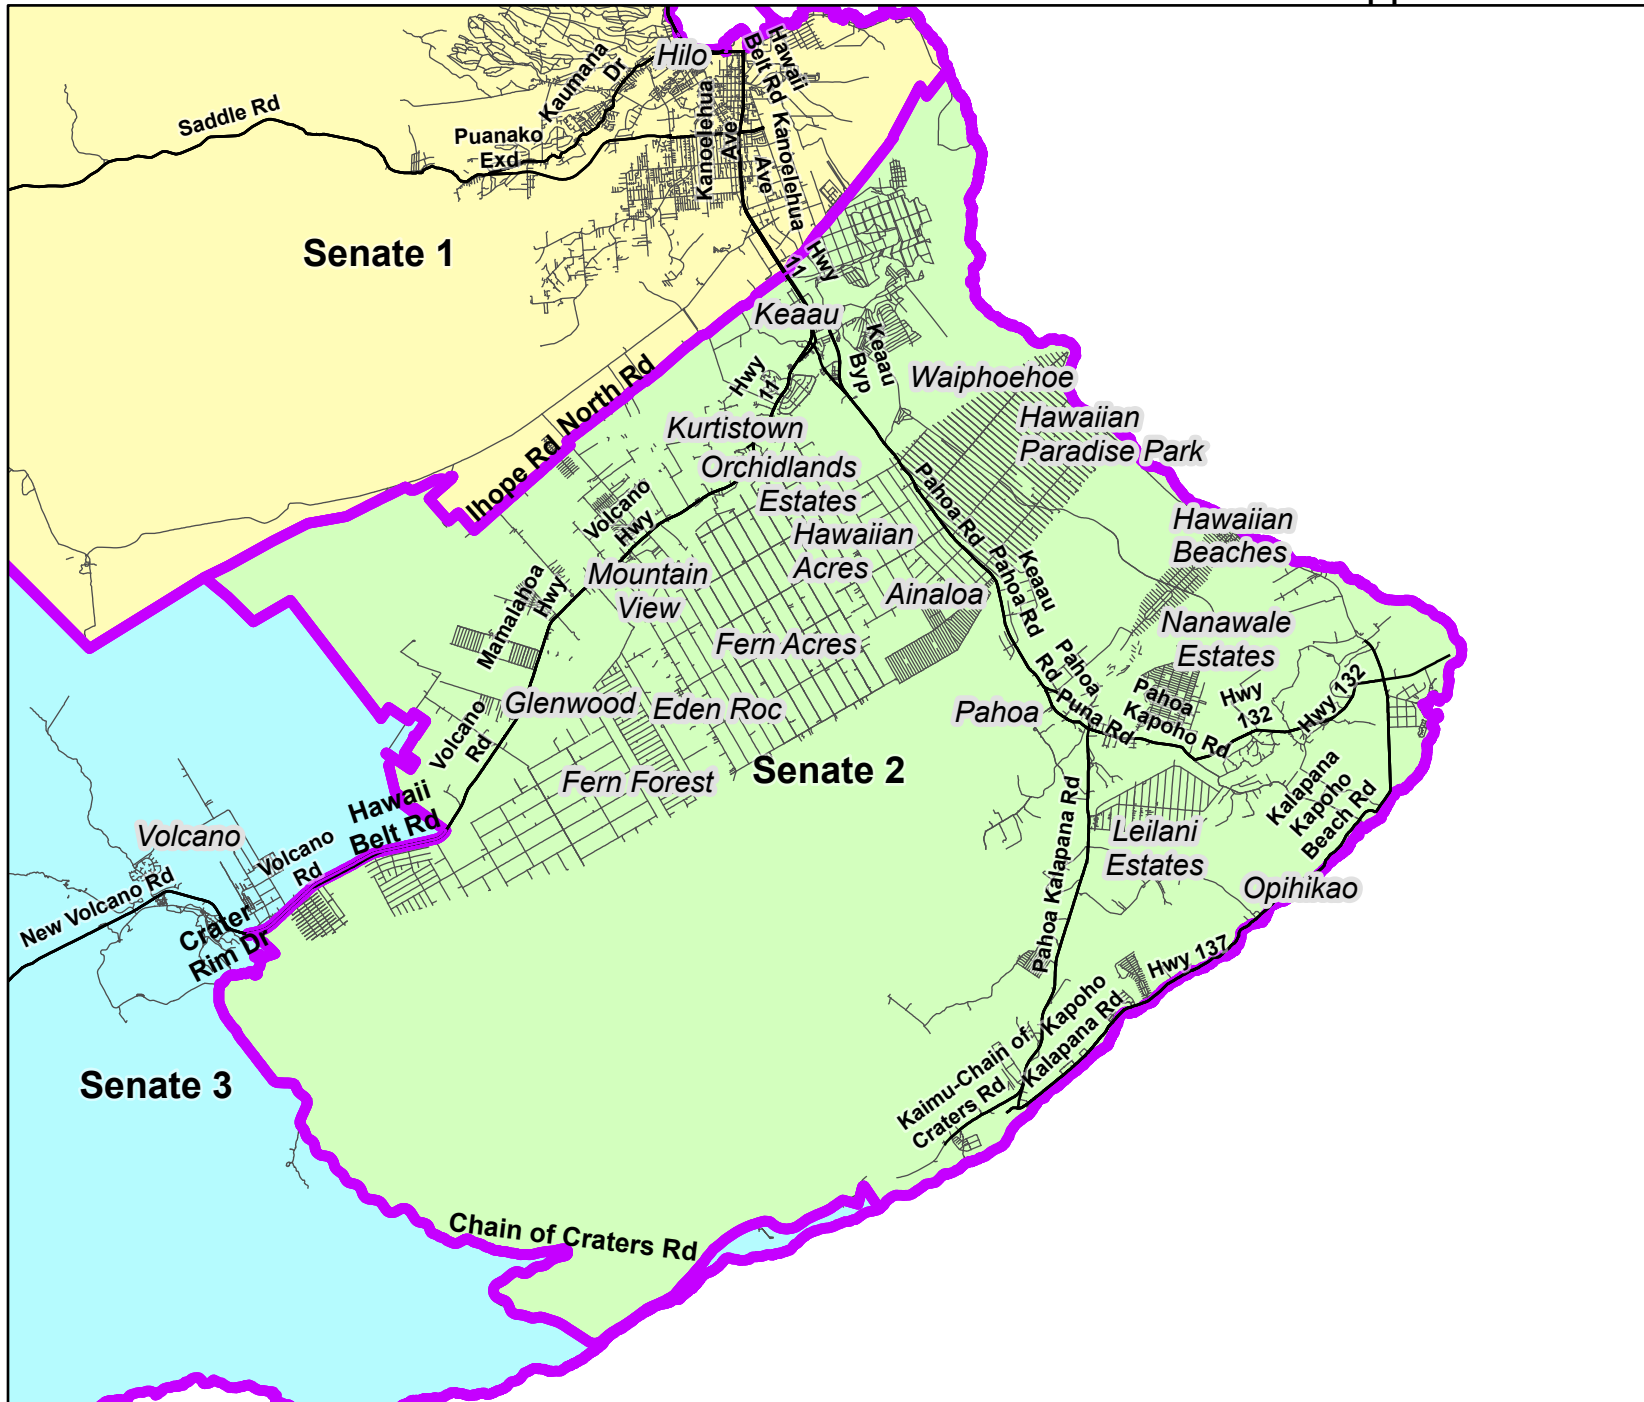 Hilo
Hawaii
Belt Rd
Kaumana
Dr
Saddle Rd
Puanako
Exd
Kanoelehua
Ave
Kanoelehua
Ave
Senate 1
Hwy
11
Keaau
Keaau
Byp
Hwy
11
Waiphoehoe
Hawaiian
Paradise Park
Ihope Rd North Rd
Kurtistown
Orchidlands
Estates
Pahoa Rd
Volcano
Hwy
Hawaiian
Beaches
Hawaiian
Acres
Keaau
Pahoa Rd
Mamalahoa
Hwy
Mountain
View
Ainaloa
Nanawale
Estates
Fern Acres
Pahoa
Rd
Puna Rd
Pahoa
Kapoho Rd
Hwy
132
Hwy 132
Glenwood
Eden Roc
Pahoa
Volcano
Rd
Fern Forest
Senate 2
Kalapana
Kapoho
Beach Rd
Hawaii
Belt Rd
Volcano
Volcano
Rd
Pahoa Kalapana Rd
Leilani
Estates
Opihikao
New Volcano Rd
Crater
Rim Dr
Hwy 137
Kapoho
Kalapana Rd
Kaimu-Chain of
Craters Rd
Senate 3
Chain of Craters Rd